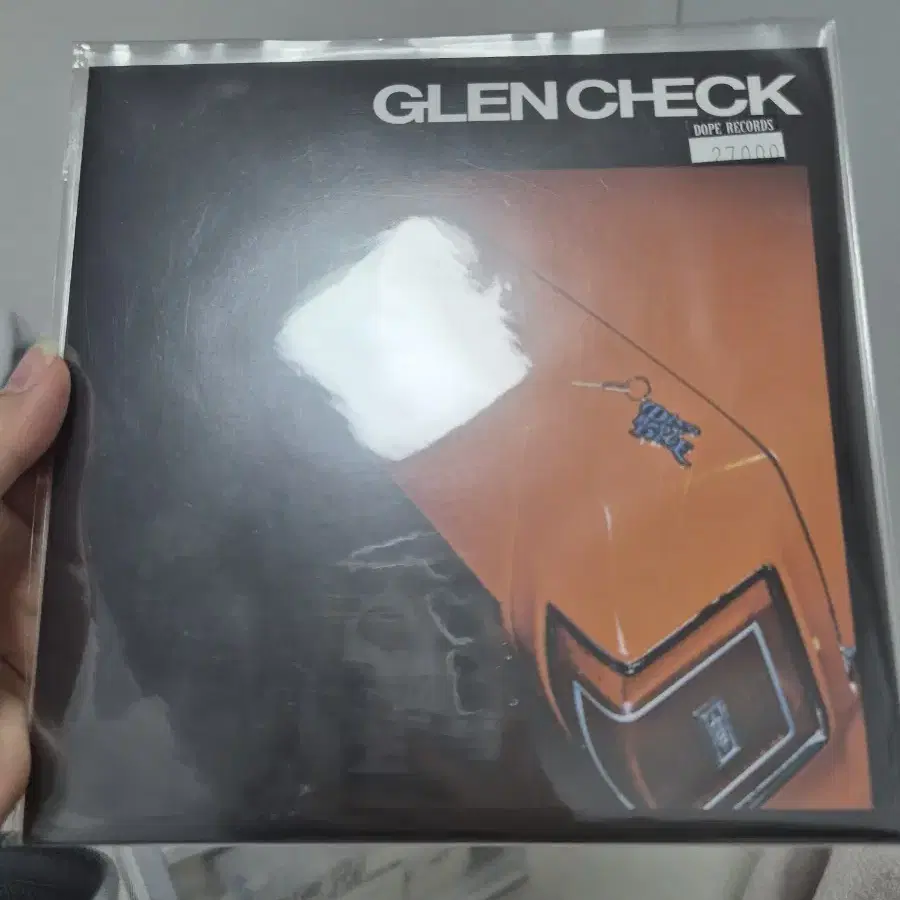 GLEN CHECK
DOPE RECORDS
27000